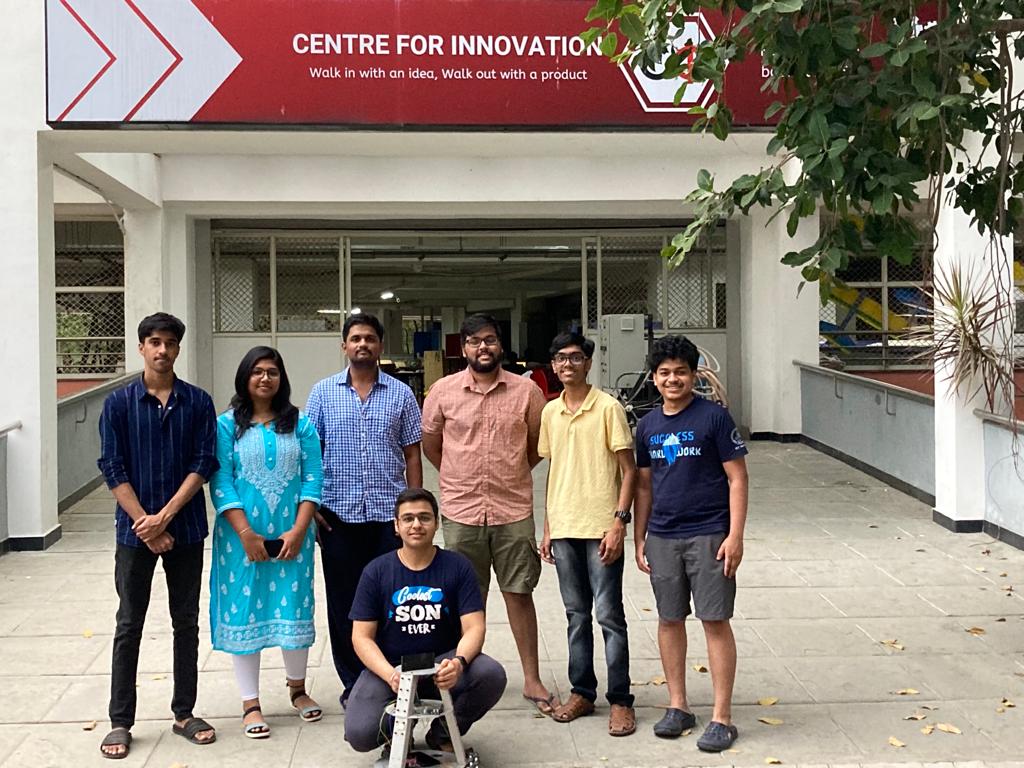 CENTRE FOR INNOVATION
Walk in with an idea, Walk out with a product
Coolest
SON
EVER
SUCCESS